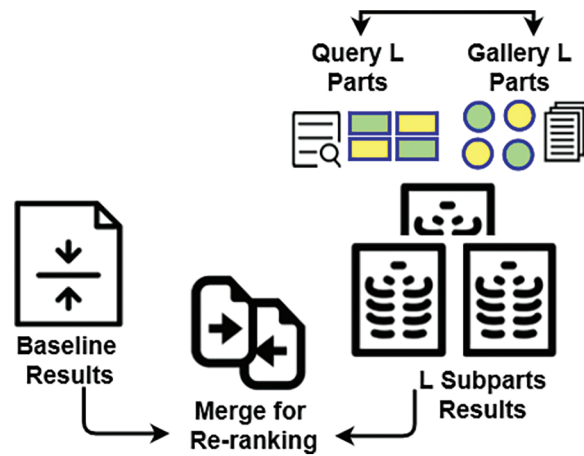 Query L
Parts
Gallery L
Parts
Baseline
Results
L Subparts
Results
Merge for
Re-ranking